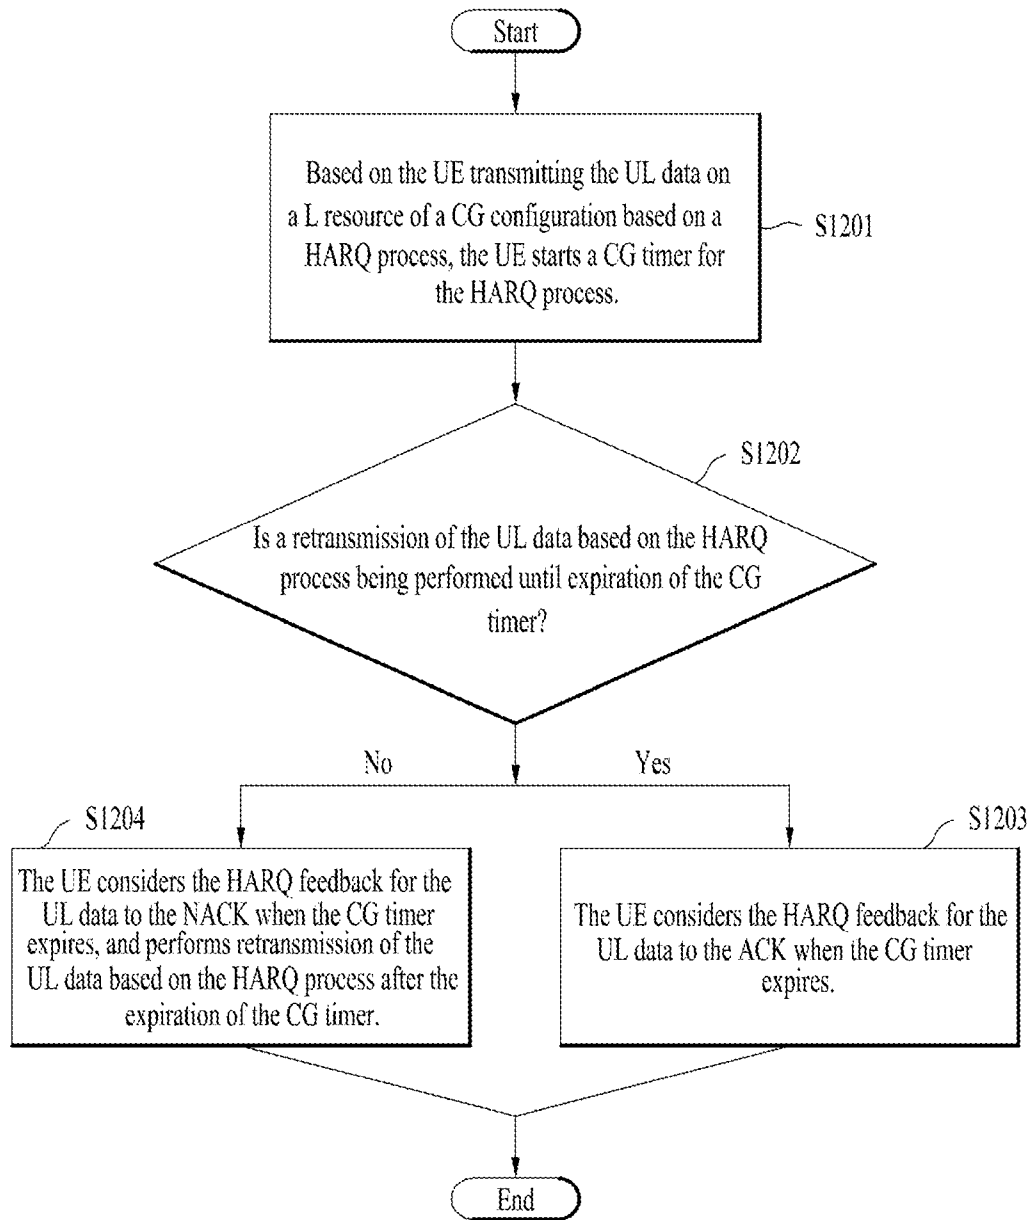 Start
Based on the UE transmitting the UL data on
a L resource of a CG configuration based on a
HARQ process, the UE starts a CG timer for
the HARQ process.
S1201
S1202
Is a retransmission of the UL data based on the HARQ
process being performed until expiration of the CG
timer?
No
Yes
S1204
The UE considers the HARQ feedback for the
UL data to the NACK when the CG timer
expires, and performs retransmission of the
UL data based on the HARQ process after the
expiration of the CG timer.
S1203
The UE considers the HARQ feedback for the
UL data to the ACK when the CG timer
expires.
End